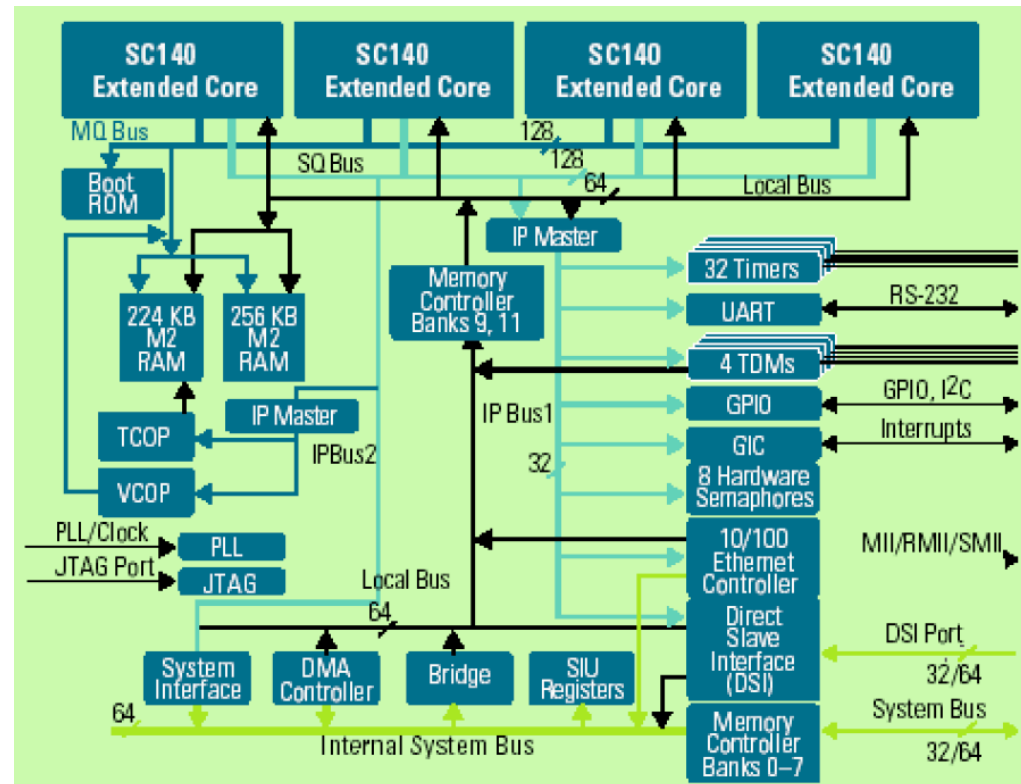 SC140
Extended Core
SC140
Extended Core
SC140
Extended Core
SC140
Extended Core
MQ Bus
128
SQ Bus
128
64
Local Bus
Boot
ROM
IP Master
Memory
Controller
Banks 9, 11
32 Timers
UART
RS-232
224 KB
M2
RAM
256 KB
M2
RAM
4 TDMs
IP Master
IP Bus1
GPIO
GPIO, I2C
TCOP
IPBus2
GIC
Interrupts
32
8 Hardware
Semaphores
VCOP
PLL/Clock
PLL
JTAG Port
JTAG
10/100
Ethernet
Controller
MII/RMII/SMII
Local Bus
64
Direct
Slave
Interface
(DSI)
DSI Port
32/64
System
Interface
DMA
Controller
Bridge
SIU
Registers
64
Internal System Bus
Memory
Controller
Banks 0–7
System Bus
32/64